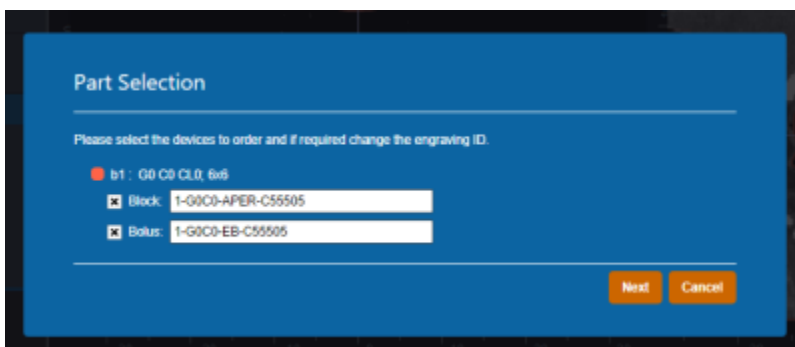 Part Selection
Please select the devices to order and if required change the engraving ID.
b1 : G0 C0 CL0; 6x6
Block: 1-G0C0-APER-C55505
Bolus: 1-G0C0-EB-C55505
Next Cancel